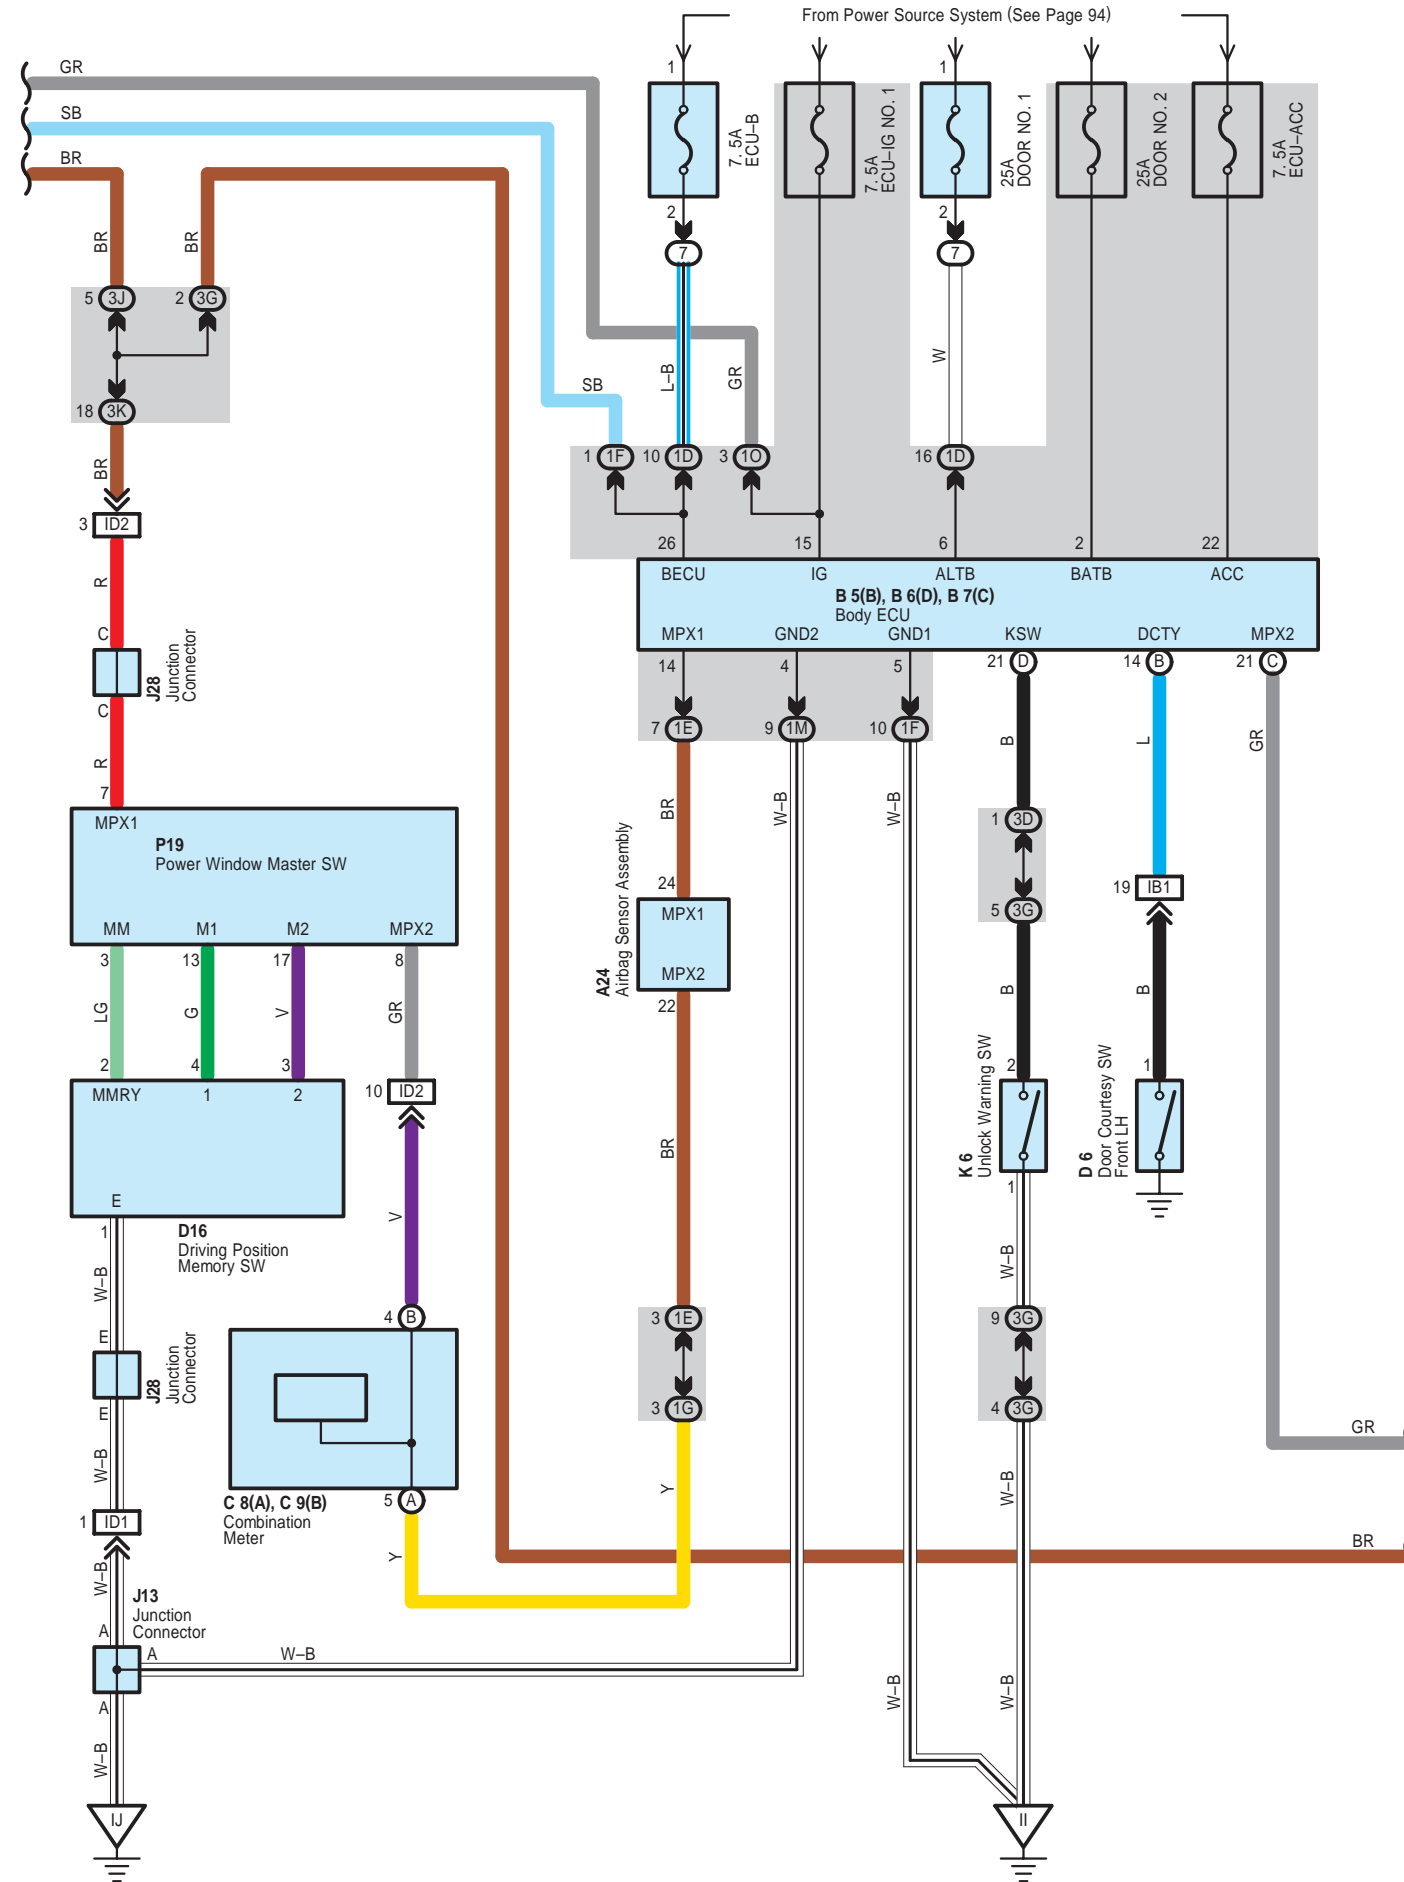 From Power Source System (See Page 94)
GR
SB
BR
1
1
7. 5A
ECU–B
7. 5A
ECU–IG NO. 1
25A
DOOR NO. 1
25A
DOOR NO. 2
7. 5A
ECU–ACC
2
2
7
7
BR
BR
5 3J
2 3G
L–B
GR
W
SB
18 3K
1 1F
10 1D
3 1O
16 1D
BR
3 ID2
26
15
6
2
22
BECU
IG
ALTB
BATB
ACC
B 5(B), B 6(D), B 7(C)
Body ECU
MPX1
GND2
GND1
KSW
DCTY
MPX2
R
C
J28
Junction
Connector
C
R
7
14
4
5
21 D
14 B
21 C
7 1E
9 1M
10 1F
B
L
GR
MPX1
P19
Power Window Master SW
MM
M1
M2
MPX2
BR
W–B
W–B
1 3D
24
MPX1
MPX2
A24
Airbag Sensor Assembly
22
19 IB1
5 3G
3
13
17
8
LG
G
V
GR
B
B
2
4
3
10 ID2
2
1
MMRY
1
2
E
D16
Driving Position
Memory SW
V
BR
K 6
Unlock Warning SW
D 6
Door Courtesy SW
Front LH
1
1
W–B
W–B
4 B
3 1E
9 3G
E
J28
Junction
Connector
E
3 1G
4 3G
GR
W–B
C 8(A), C 9(B)
Combination
Meter
5 A
Y
W–B
1 ID1
Y
BR
W–B
J13
Junction
Connector
A
A
W–B
A
W–B
W–B
W–B
IJ
II